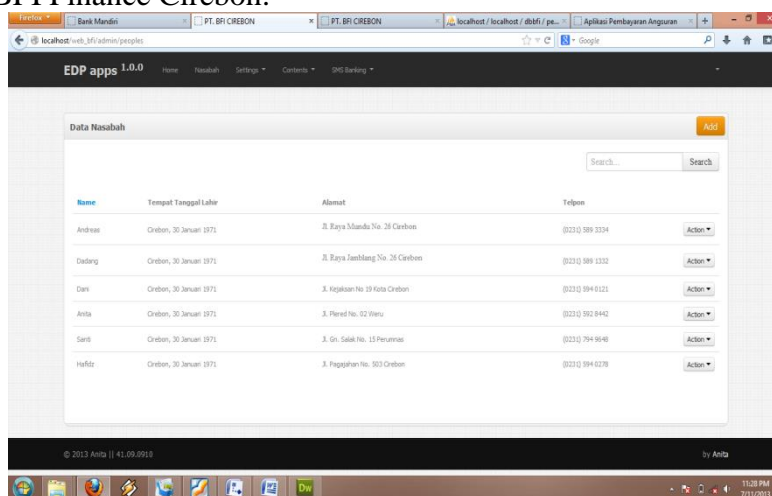 BFI Finance Cirebon.
Firefox
Bank Mandiri
PT. BFI CIREBON
PT. BFI CIREBON
localhost / localhost / dbbfi / pe...
Aplikasi Pembayaran Angsuran
localhost/web_bfi/admin/peoples
Google
EDP apps 1.0.0 Home Nasabah Settings Contents SMS Banking
Data Nasabah Add
Search... Search
Name Tempat Tanggal Lahir Alamat Telpon
Andreas Cirebon, 30 Januari 1971 Jl. Raya Mundu No. 26 Cirebon (0231) 589 3334 Action
Dadang Cirebon, 30 Januari 1971 Jl. Raya Jamblang No. 26 Cirebon (0231) 589 1332 Action
Dani Cirebon, 30 Januari 1971 Jl. Kejaksan No 19 Kota Cirebon (0231) 594 0121 Action
Anita Cirebon, 30 Januari 1971 Jl. Plered No. 02 Weru (0231) 592 8442 Action
Santi Cirebon, 30 Januari 1971 Jl. Gn. Salak No. 15 Perumnas (0231) 794 9648 Action
Hafidz Cirebon, 30 Januari 1971 Jl. Pagajahan No. 503 Cirebon (0231) 594 0278 Action
© 2013 Anita || 41.09.0910 by Anita
Dw
11:28 PM
7/11/2013